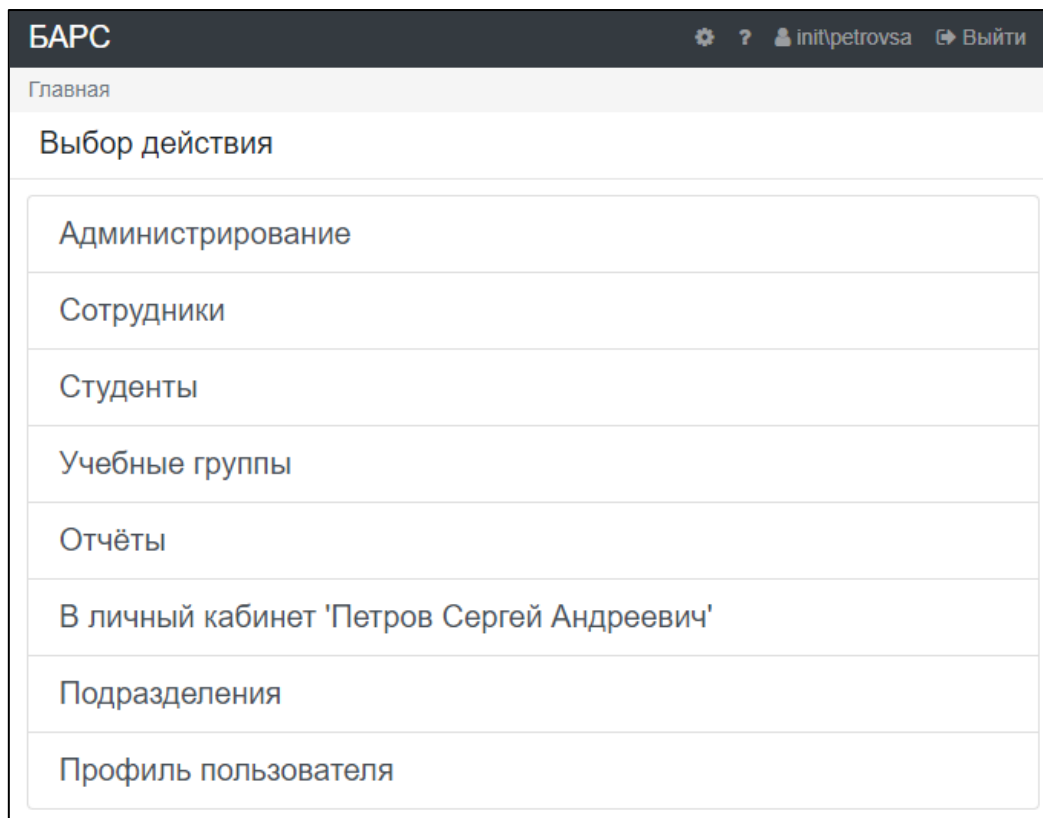 БАРС ? init\petrovsa Выйти
Главная
Выбор действия
Администрирование
Сотрудники
Студенты
Учебные группы
Отчёты
В личный кабинет 'Петров Сергей Андреевич'
Подразделения
Профиль пользователя